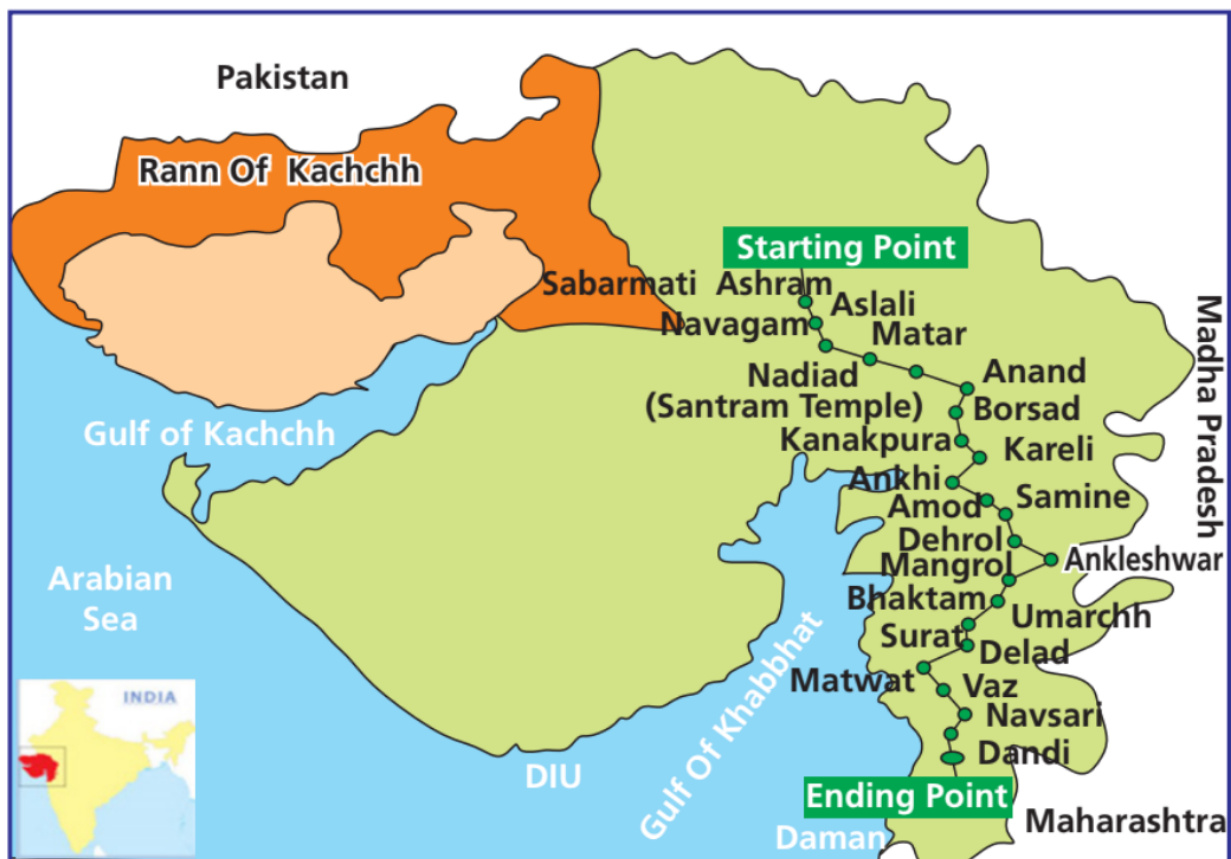 Pakistan
Rann Of Kachchh
Starting Point
Sabarmati Ashram
Aslali
Navagam
Matar
Nadiad
(Santram Temple)
Anand
Borsad
Kanakpura
Kareli
Gulf of Kachchh
Ankhi
Samine
Amod
Dehrol
Ankleshwar
Mangrol
Madha Pradesh
Arabian
Sea
Bhaktam
Umarchh
Surat
Delad
Matwat
Vaz
Navsari
Dandi
INDIA
Gulf Of Khabbhat
DIU
Ending Point
Daman
Maharashtra